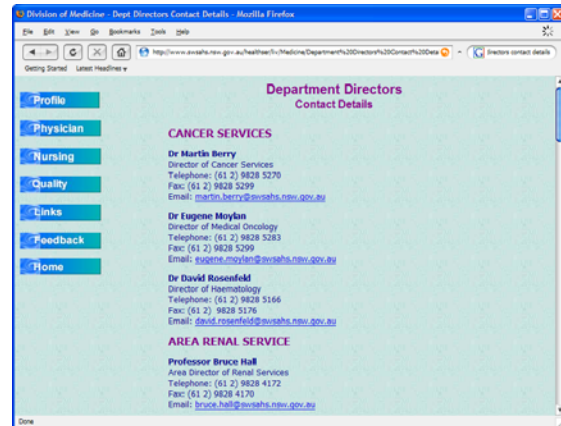 Division of Medicine - Dept Directors Contact Details - Mozilla Firefox
File Edit View Go Bookmarks Tools Help
directors contact details
Getting Started Latest Headlines
Profile
Physician
Nursing
Quality
Links
Feedback
Home
Department Directors
Contact Details
CANCER SERVICES
Dr Martin Berry
Director of Cancer Services
Telephone: (61 2) 9828 5270
Fax: (61 2) 9828 5299
Email: martin.berry@swsahs.nsw.gov.au
Dr Eugene Moylan
Director of Medical Oncology
Telephone: (61 2) 9828 5283
Fax: (61 2) 9828 5299
Email: eugene.moylan@swsahs.nsw.gov.au
Dr David Rosenfeld
Director of Haematology
Telephone: (61 2) 9828 5166
Fax: (61 2) 9828 5176
Email: david.rosenfeld@swsahs.nsw.gov.au
AREA RENAL SERVICE
Professor Bruce Hall
Area Director of Renal Services
Telephone: (61 2) 9828 4172
Fax: (61 2) 9828 4170
Email: bruce.hall@swsahs.nsw.gov.au
Done